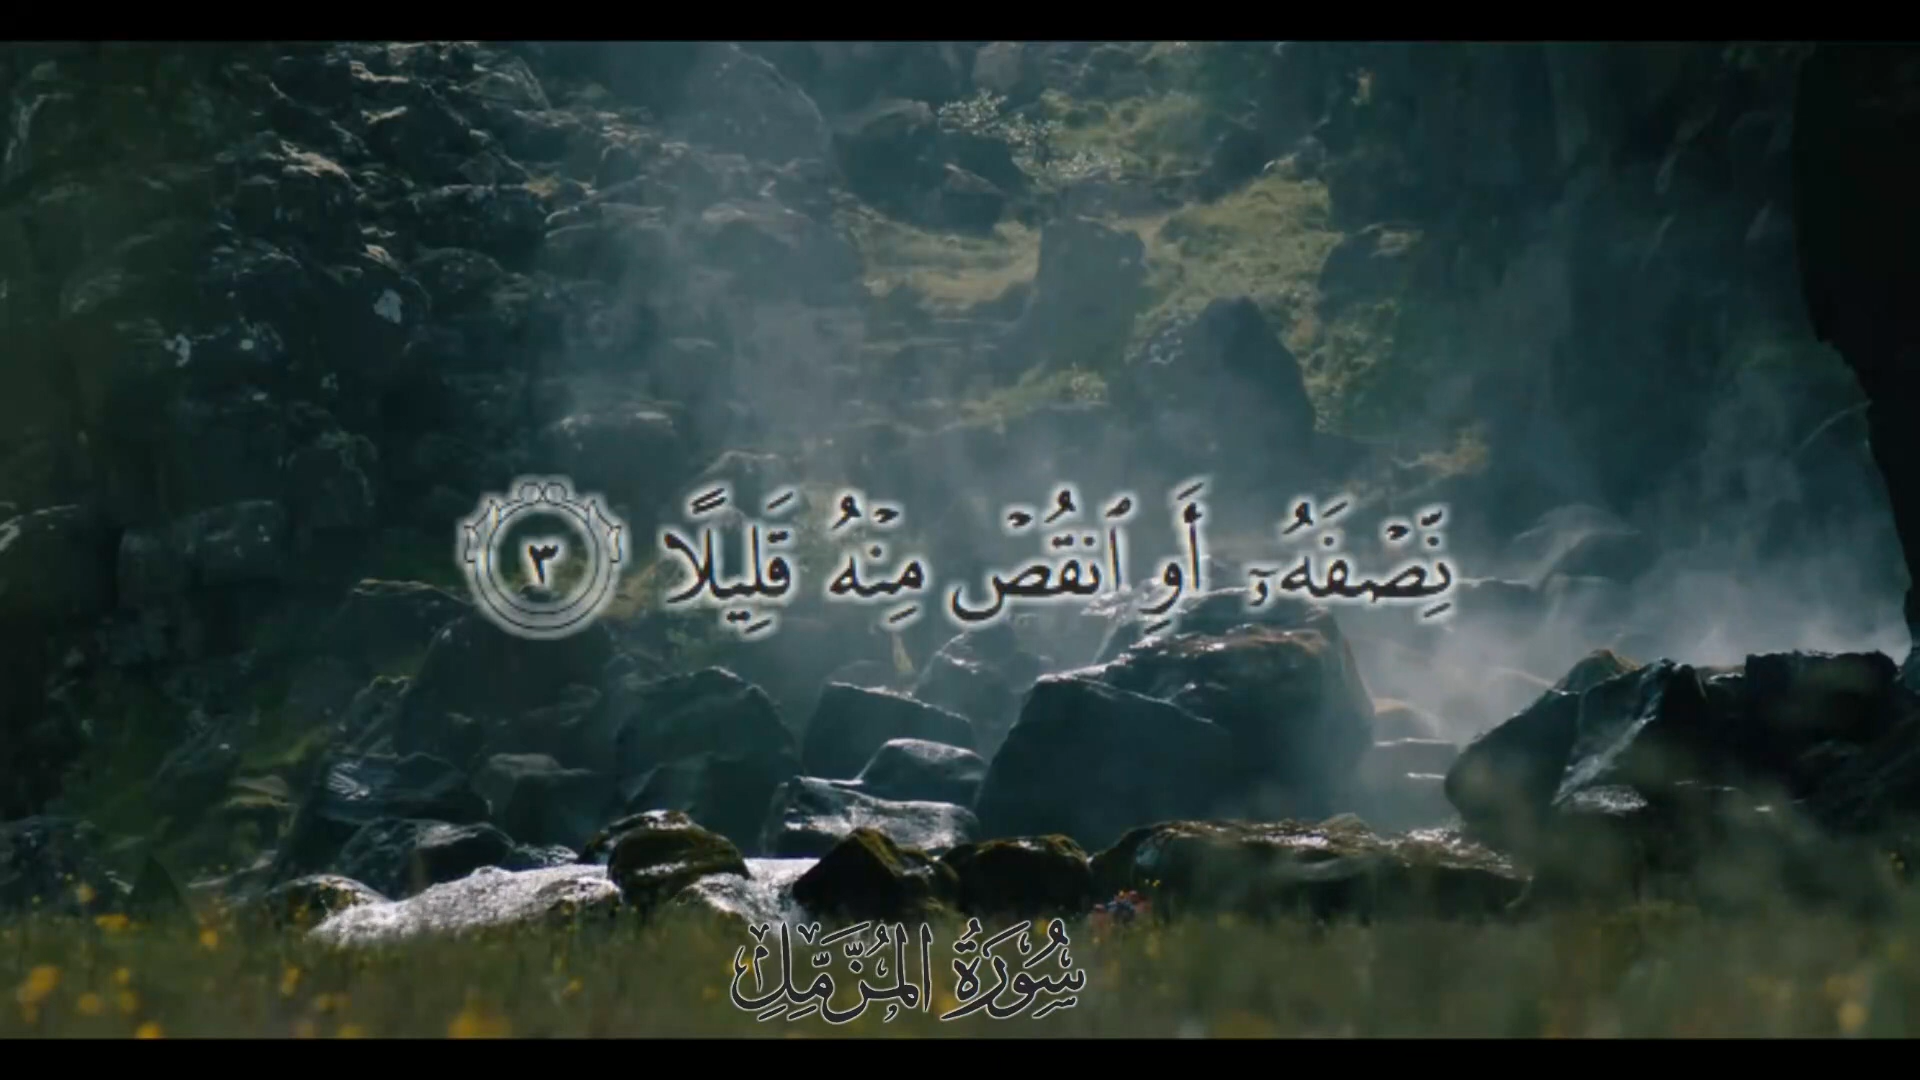 نِّصۡفَهُۥٓ أَوِ ٱنقُصۡ مِنۡهُ قَلِيلًا ٣
سُورَةُ المُزَّمِّلِ